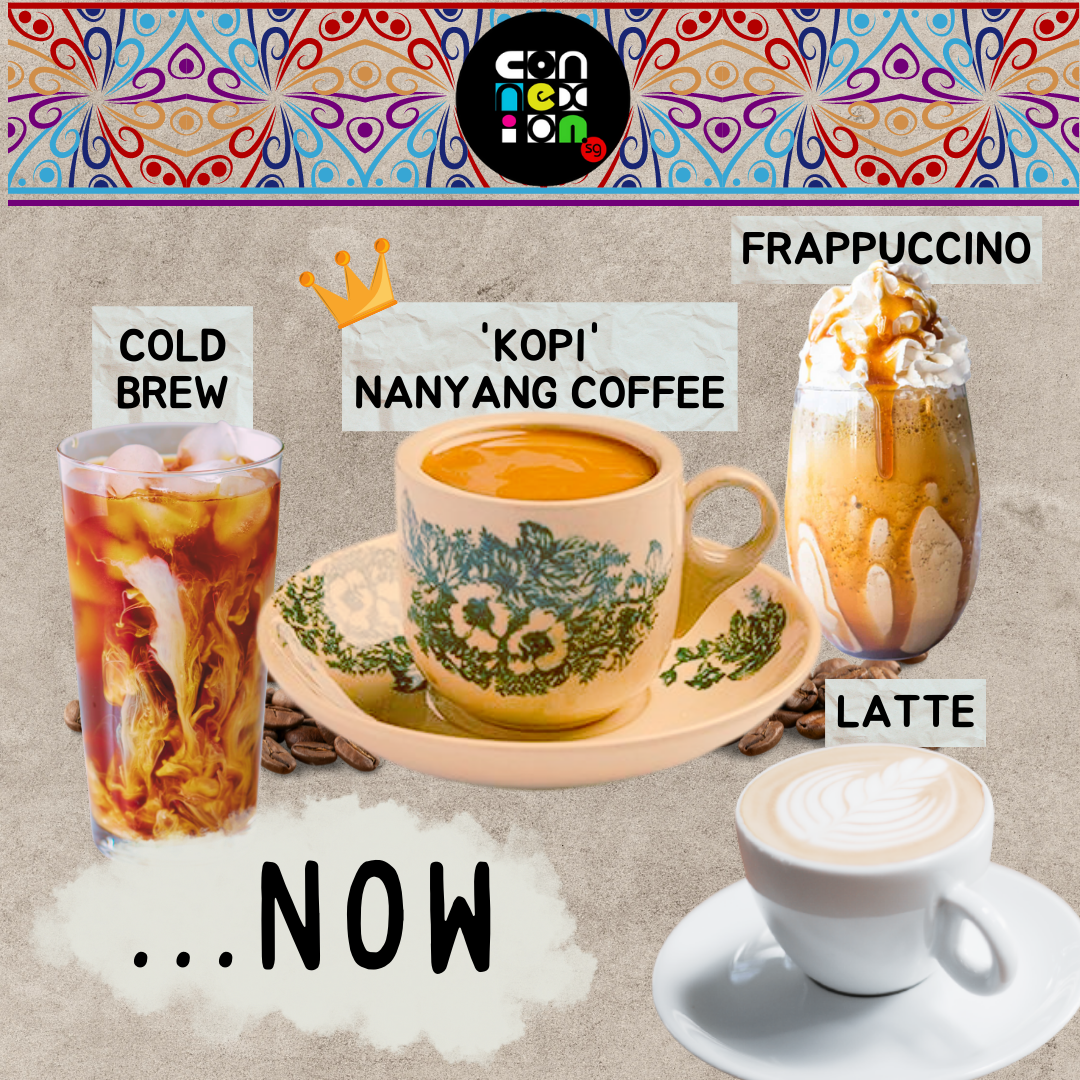 con
nex
ion
sg
FRAPPUCCINO
COLD
BREW
'KOPI'
NANYANG COFFEE
LATTE
...NOW